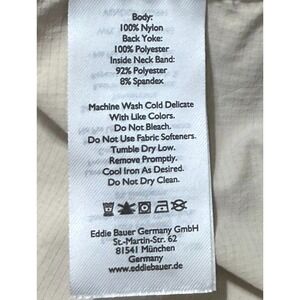 Body:
100% Nylon
Back Yoke:
100% Polyester
Inside Neck Band:
92% Polyester
8% Spandex
Machine Wash Cold Delicate
With Like Colors.
Do Not Bleach.
Do Not Use Fabric Softeners.
Tumble Dry Low.
Remove Promptly.
Cool Iron As Desired.
Do Not Dry Clean.
Eddie Bauer Germany GmbH
St.-Martin-Str. 62
81541 München
Germany
www.eddiebauer.de